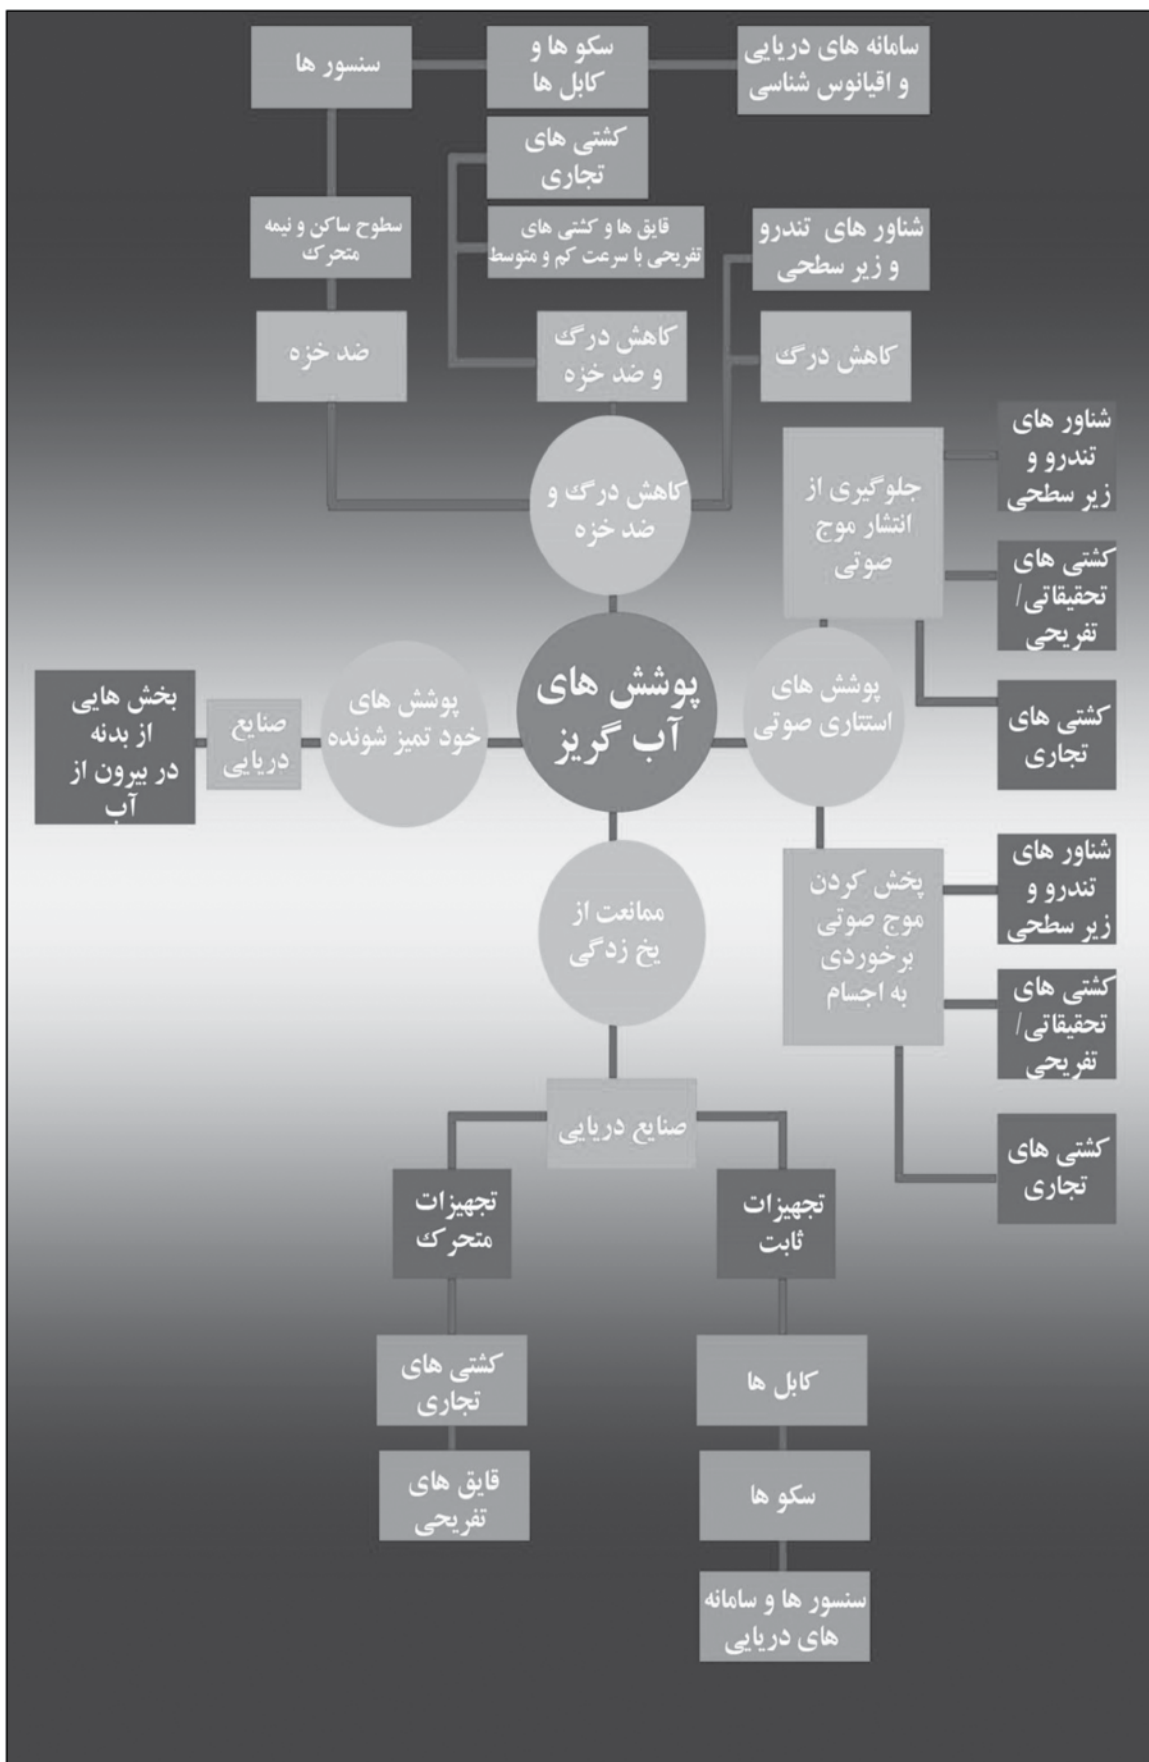 سامانه های دریایی
و اقیانوس شناسی
سکو ها و
کابل ها
سنسور ها
کشتی های
تجاری
سطوح ساکن و نیمه
متحرک
قایق ها و کشتی های
تفریحی با سرعت کم و متوسط
شناور های تندرو
و زیر سطحی
ضد خزه
کاهش درگ
و ضد خزه
کاهش درگ
کاهش درگ و
ضد خزه
جلوگیری از
انتشار موج
صوتی
شناور های
تندرو و
زیر سطحی
کشتی های
تحقیقاتی/
تفریحی
کشتی های
تجاری
پوشش های
استتاری صوتی
پوشش های
آب گریز
پوشش های
خود تمیز شونده
صنایع
دریایی
بخش هایی
از بدنه
در بیرون از
آب
پخش کردن
موج صوتی
برخوردی
به اجسام
شناور های
تندرو و
زیر سطحی
کشتی های
تحقیقاتی/
تفریحی
کشتی های
تجاری
ممانعت از
یخ زدگی
صنایع دریایی
تجهیزات
ثابت
تجهیزات
متحرک
کابل ها
کشتی های
تجاری
سکو ها
قایق های
تفریحی
سنسور ها و سامانه
های دریایی